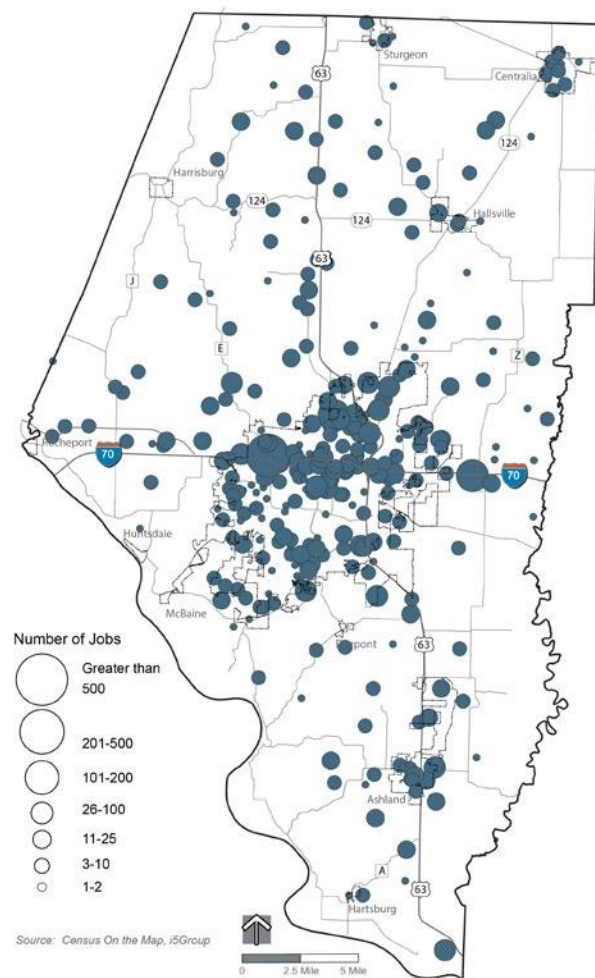 63
Sturgeon
Centralia
124
Harrisburg
124
124
Hallsville
63
J
E
Z
Rocheport
70
70
Huntsdale
McBaine
Pierpont
63
Number of Jobs
Greater than
500
201-500
101-200
26-100
11-25
3-10
1-2
Ashland
A
63
Hartsburg
Source: Census On the Map, i5Group
0 2.5 Mile 5 Mile